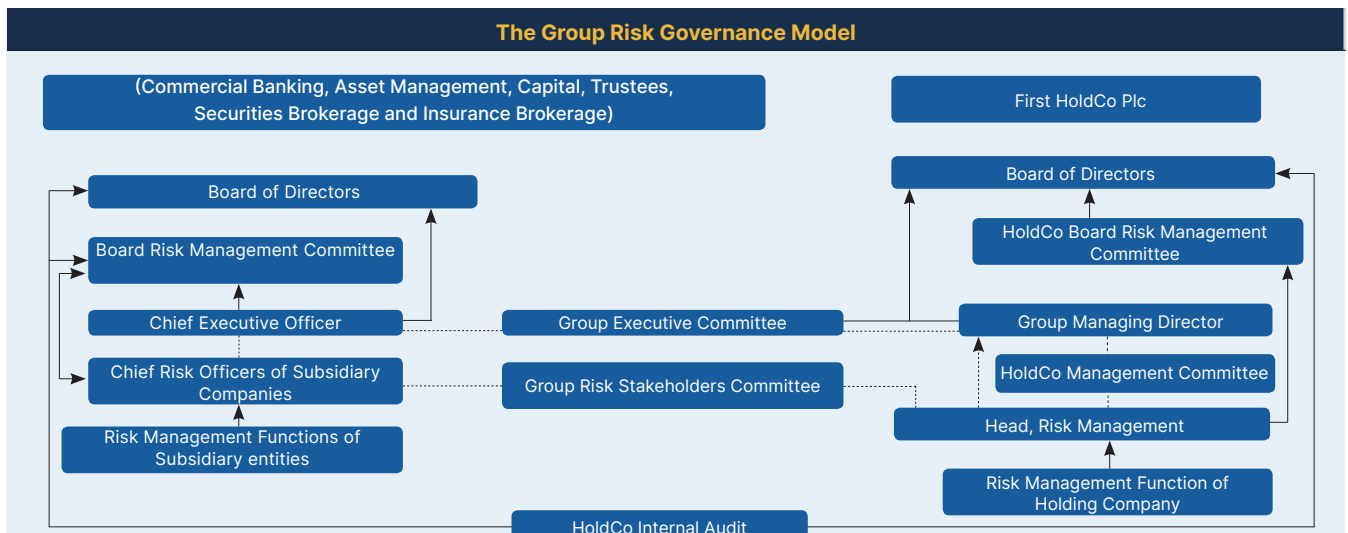 The Group Risk Governance Model
(Commercial Banking, Asset Management, Capital, Trustees,
Securities Brokerage and Insurance Brokerage)
First HoldCo Plc
Board of Directors
Board of Directors
Board Risk Management Committee
HoldCo Board Risk Management
Committee
Chief Executive Officer
Group Executive Committee
Group Managing Director
Chief Risk Officers of Subsidiary
Companies
Group Risk Stakeholders Committee
HoldCo Management Committee
Head, Risk Management
Risk Management Functions of
Subsidiary entities
Risk Management Function of
Holding Company
HoldCo Internal Audit